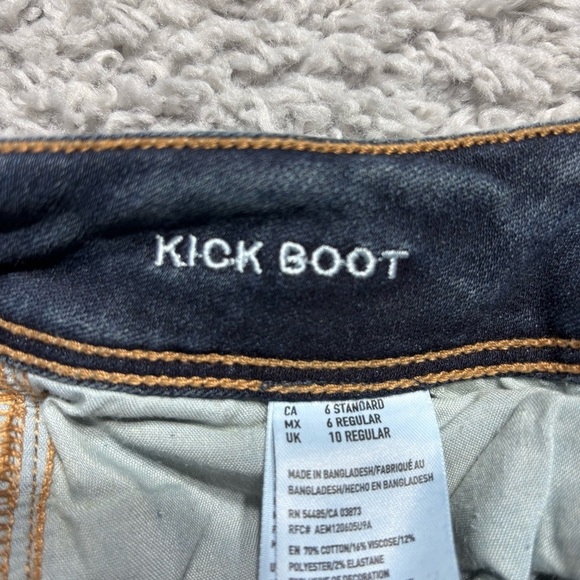 KICK BOOT
CA 6 STANDARD
MX 6 REGULAR
UK 10 REGULAR
MADE IN BANGLADESH/FABRIQUÉ AU
BANGLADESH/HECHO EN BANGLADESH
RN 54485/CA 03873
RFC# AEM120605U9A
EN 70% COTTON/16% VISCOSE/12%
POLYESTER/2% ELASTANE